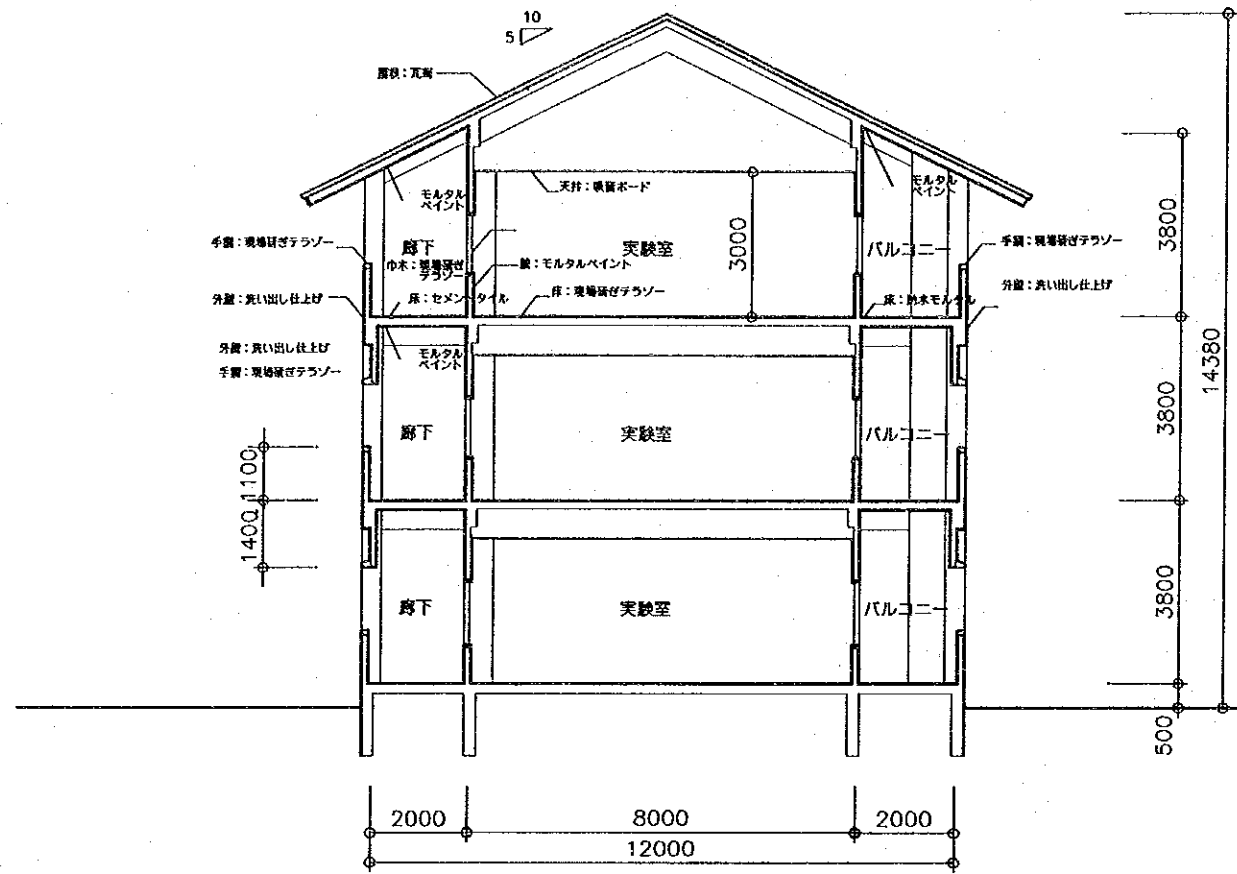 10
5
屋根：瓦葺
モルタル
ペイント
天井：吸音ボード
モルタル
ペイント
3000
手摺：現場研ぎテラゾー
廊下
実験室
バルコニー
手摺：現場研ぎテラゾー
巾木：現場研ぎ
テラゾー
壁：モルタルペイント
外壁：洗い出し仕上げ
床：セメントタイル
床：現場研ぎテラゾー
床：防水モルタル
外壁：洗い出し仕上げ
外壁：洗い出し仕上げ
手摺：現場研ぎテラゾー
モルタル
ペイント
廊下
実験室
バルコニー
1100
1400
廊下
実験室
バルコニー
3800
3800
3800
500
14380
2000
8000
2000
12000